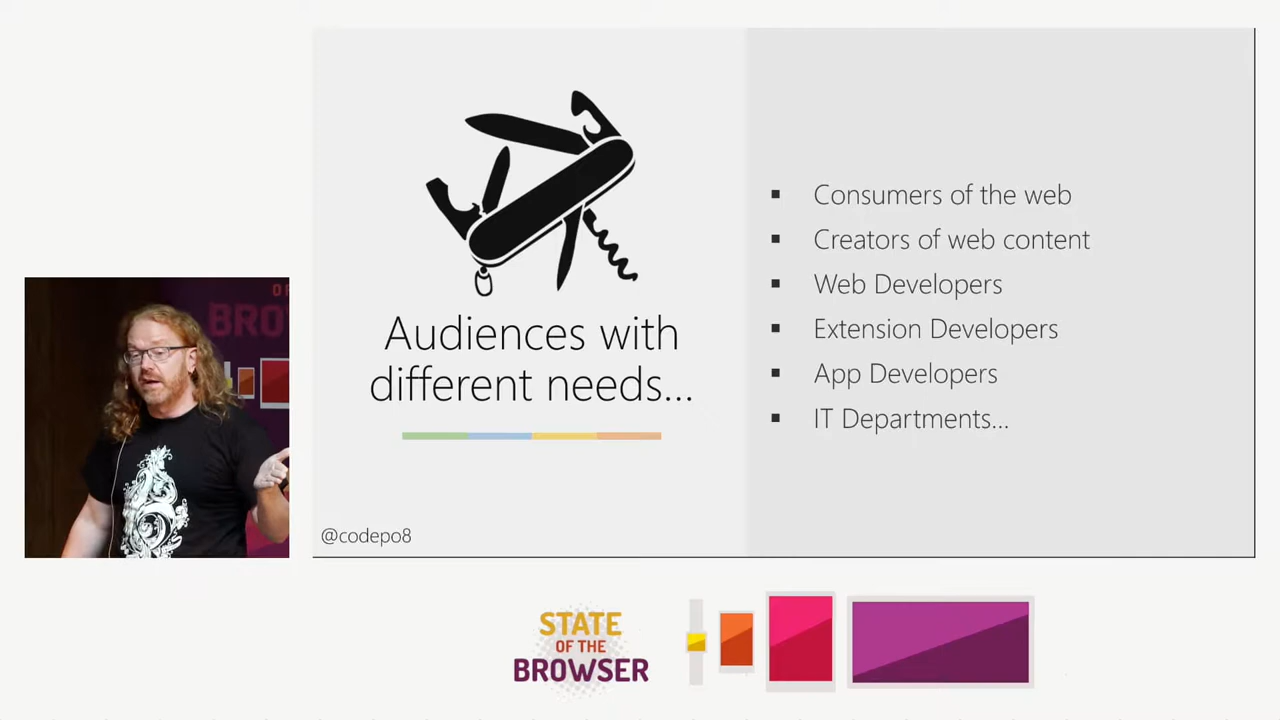 Audiences with
different needs...
Consumers of the web
Creators of web content
Web Developers
Extension Developers
App Developers
IT Departments...
@codepo8
STATE
OF THE
BROWSER